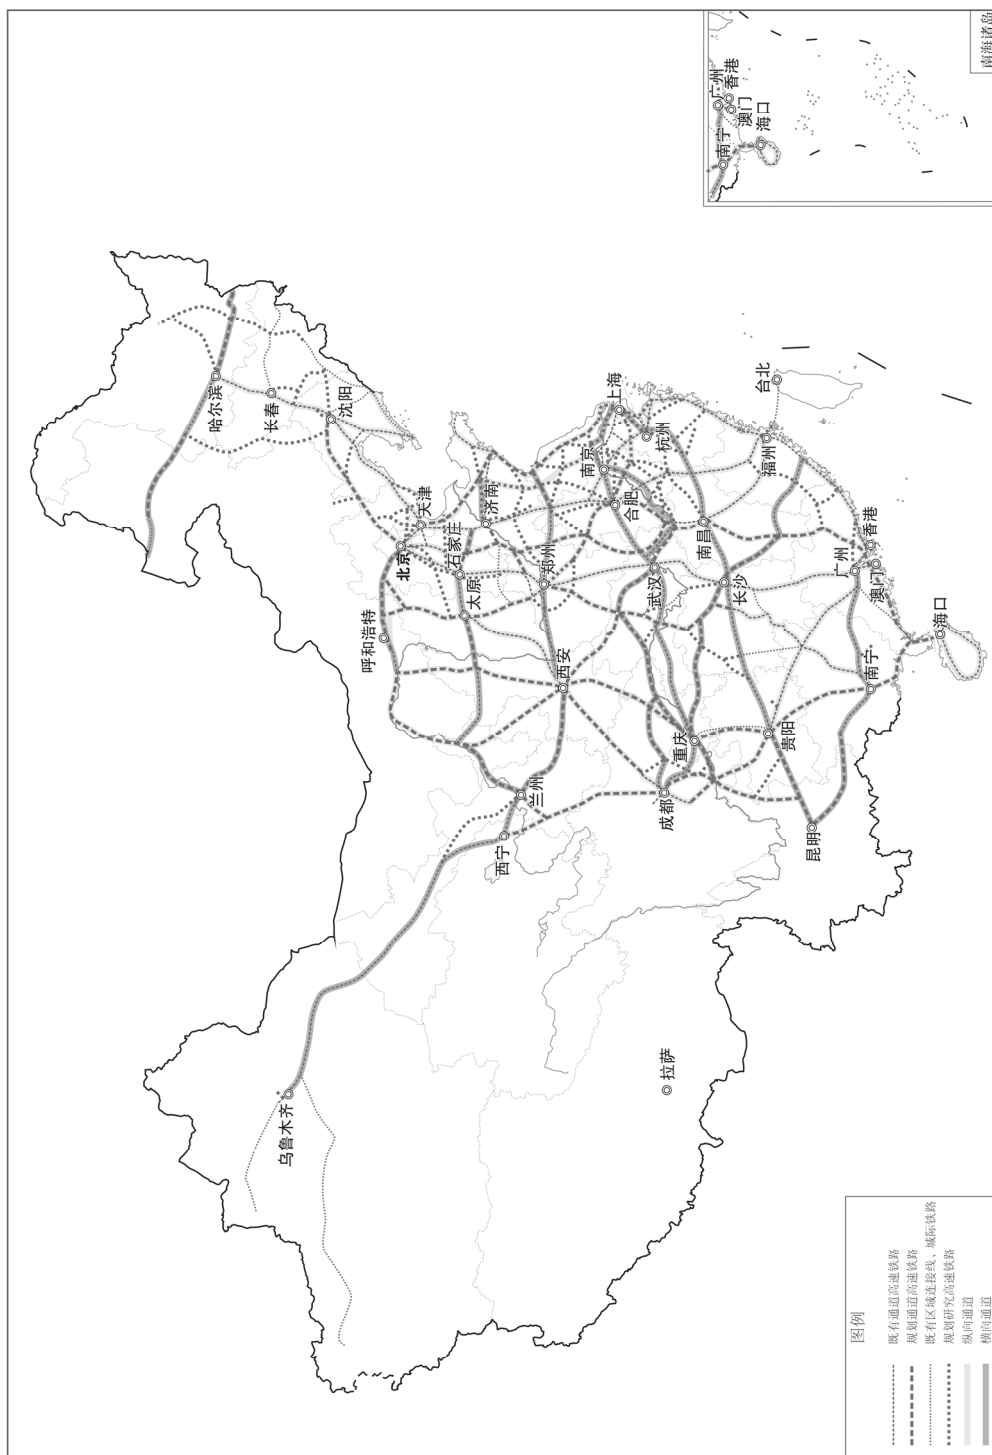 哈尔滨
长春
沈阳
呼和浩特
北京
天津
石家庄
太原
济南
乌鲁木齐
西宁
兰州
西安
郑州
南京
上海
合肥
杭州
拉萨
成都
重庆
武汉
南昌
长沙
贵阳
昆明
福州
台北
南宁
广州
香港
澳门
海口
广州
香港
澳门
南宁
海口
南海诸岛
图例
既有通道高速铁路
规划通道高速铁路
既有区域连接线、城际铁路
规划研究高速铁路
纵向通道
横向通道